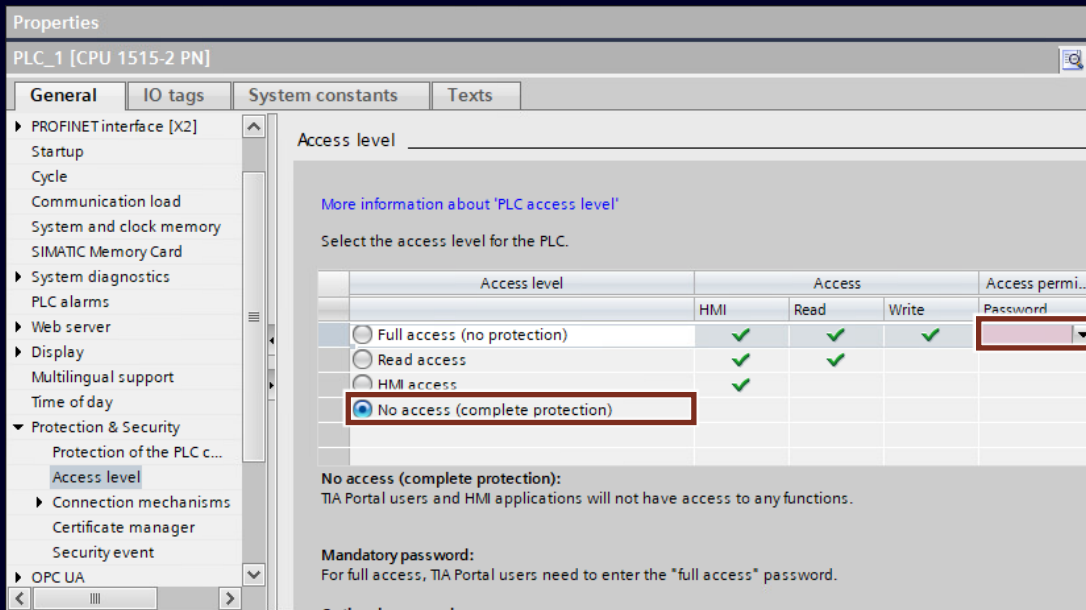 Properties
PLC_1 [CPU 1515-2 PN]
General IO tags System constants Texts
PROFINET interface [X2]
Startup
Cycle
Communication load
System and clock memory
SIMATIC Memory Card
System diagnostics
PLC alarms
Web server
Display
Multilingual support
Time of day
Protection & Security
Protection of the PLC c...
Access level
Connection mechanisms
Certificate manager
Security event
OPC UA
Access level
More information about 'PLC access level'
Select the access level for the PLC.
Access level Access Access permi...
HMI Read Write Password
Full access (no protection)
Read access
HMI access
No access (complete protection)
No access (complete protection):
TIA Portal users and HMI applications will not have access to any functions.
Mandatory password:
For full access, TIA Portal users need to enter the "full access" password.